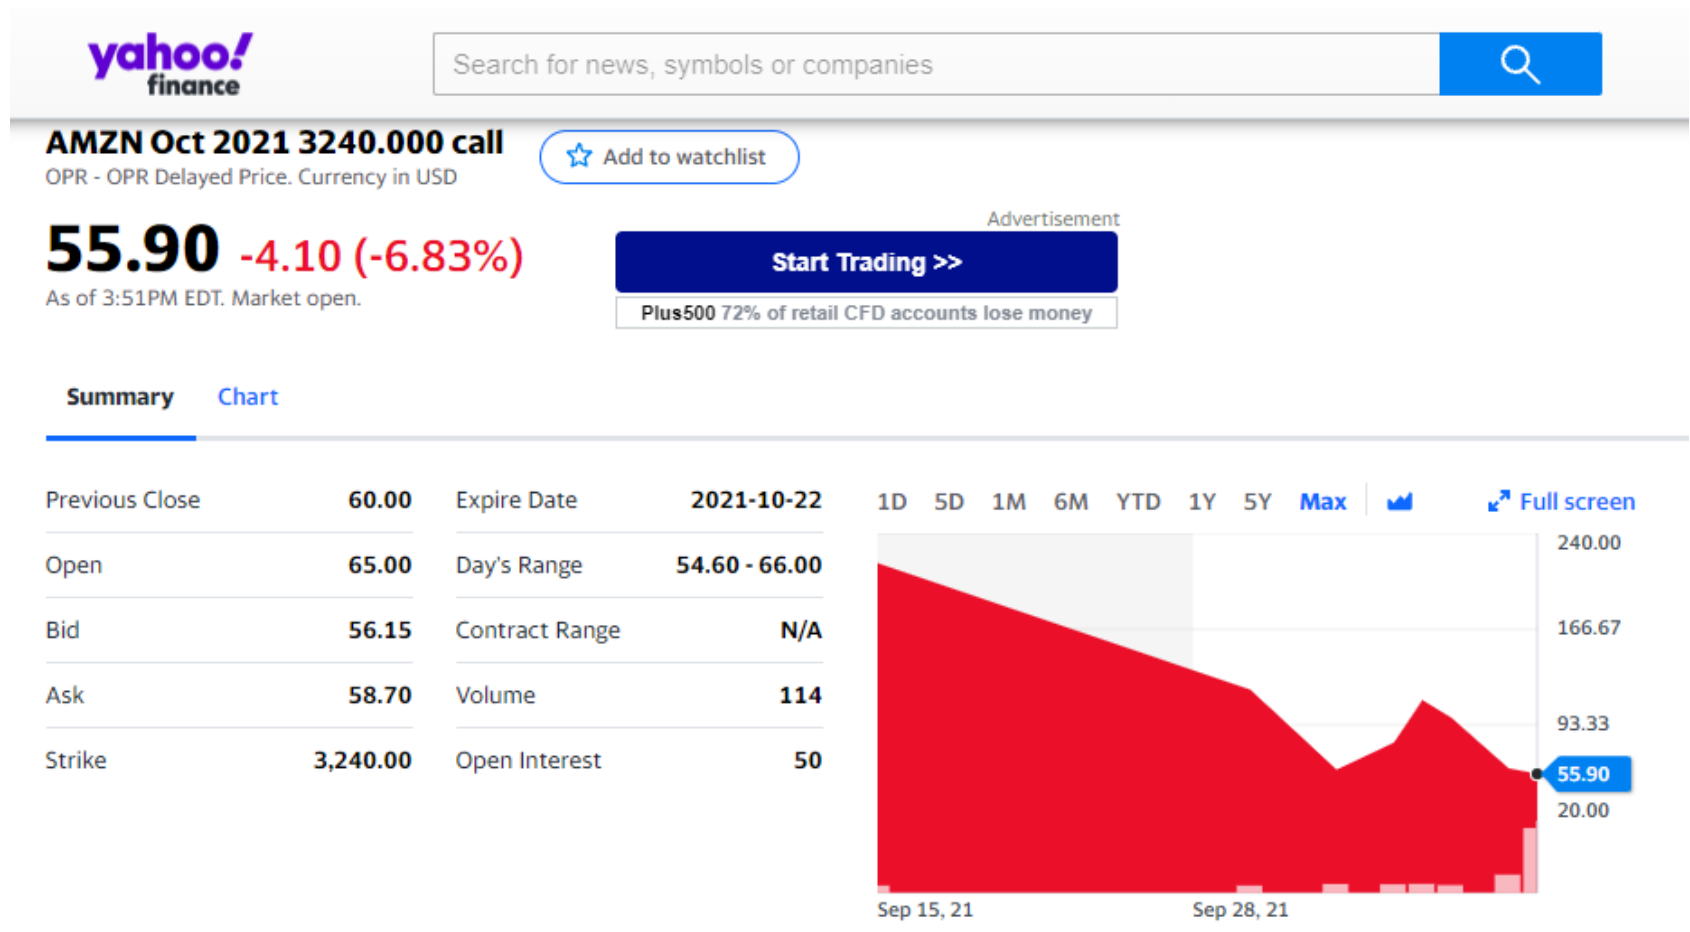 yahoo!
finance
Search for news, symbols or companies
AMZN Oct 2021 3240.000 call
OPR - OPR Delayed Price. Currency in USD
Add to watchlist
55.90 -4.10 (-6.83%)
As of 3:51PM EDT. Market open.
Advertisement
Start Trading >>
Plus500 72% of retail CFD accounts lose money
Summary Chart
Previous Close 60.00
Open 65.00
Bid 56.15
Ask 58.70
Strike 3,240.00
Expire Date 2021-10-22
Day's Range 54.60 - 66.00
Contract Range N/A
Volume 114
Open Interest 50
1D 5D 1M 6M YTD 1Y 5Y Max Full screen
240.00
166.67
93.33
55.90
20.00
Sep 15, 21 Sep 28, 21